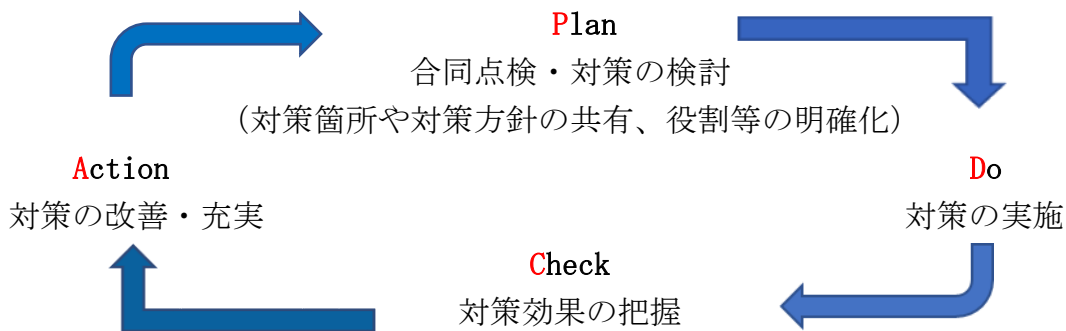 Plan
合同点検・対策の検討
（対策箇所や対策方針の共有、役割等の明確化）
Do
対策の実施
Check
対策効果の把握
Action
対策の改善・充実